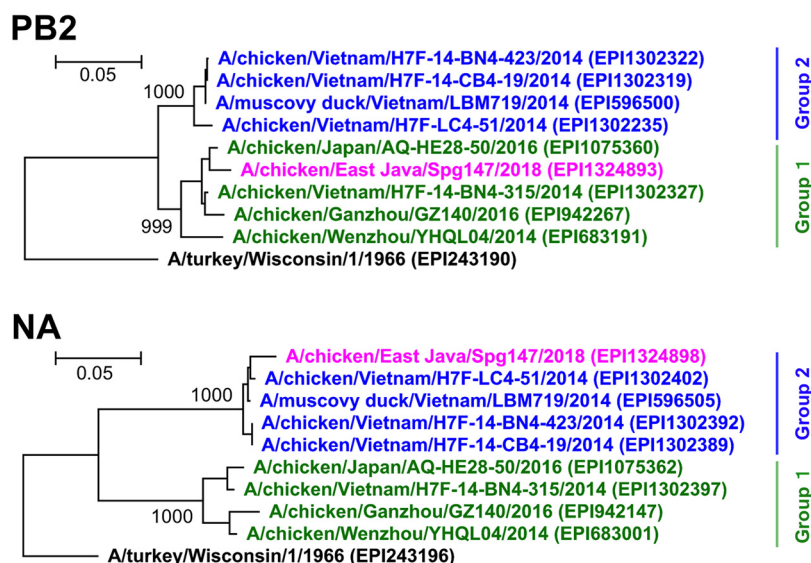 PB2
0.05
1000
A/chicken/Vietnam/H7F-14-BN4-423/2014 (EPI1302322)
A/chicken/Vietnam/H7F-14-CB4-19/2014 (EPI1302319)
A/muscovy duck/Vietnam/LBM719/2014 (EPI596500)
A/chicken/Vietnam/H7F-LC4-51/2014 (EPI1302235)
Group 2
A/chicken/Japan/AQ-HE28-50/2016 (EPI1075360)
A/chicken/East Java/Spg147/2018 (EPI1324893)
A/chicken/Vietnam/H7F-14-BN4-315/2014 (EPI1302327)
A/chicken/Ganzhou/GZ140/2016 (EPI942267)
999
A/chicken/Wenzhou/YHQL04/2014 (EPI683191)
Group 1
A/turkey/Wisconsin/1/1966 (EPI243190)
NA
0.05
1000
A/chicken/East Java/Spg147/2018 (EPI1324898)
A/chicken/Vietnam/H7F-LC4-51/2014 (EPI1302402)
A/muscovy duck/Vietnam/LBM719/2014 (EPI596505)
A/chicken/Vietnam/H7F-14-BN4-423/2014 (EPI1302392)
A/chicken/Vietnam/H7F-14-CB4-19/2014 (EPI1302389)
Group 2
A/chicken/Japan/AQ-HE28-50/2016 (EPI1075362)
A/chicken/Vietnam/H7F-14-BN4-315/2014 (EPI1302397)
1000
A/chicken/Ganzhou/GZ140/2016 (EPI942147)
A/chicken/Wenzhou/YHQL04/2014 (EPI683001)
Group 1
A/turkey/Wisconsin/1/1966 (EPI243196)